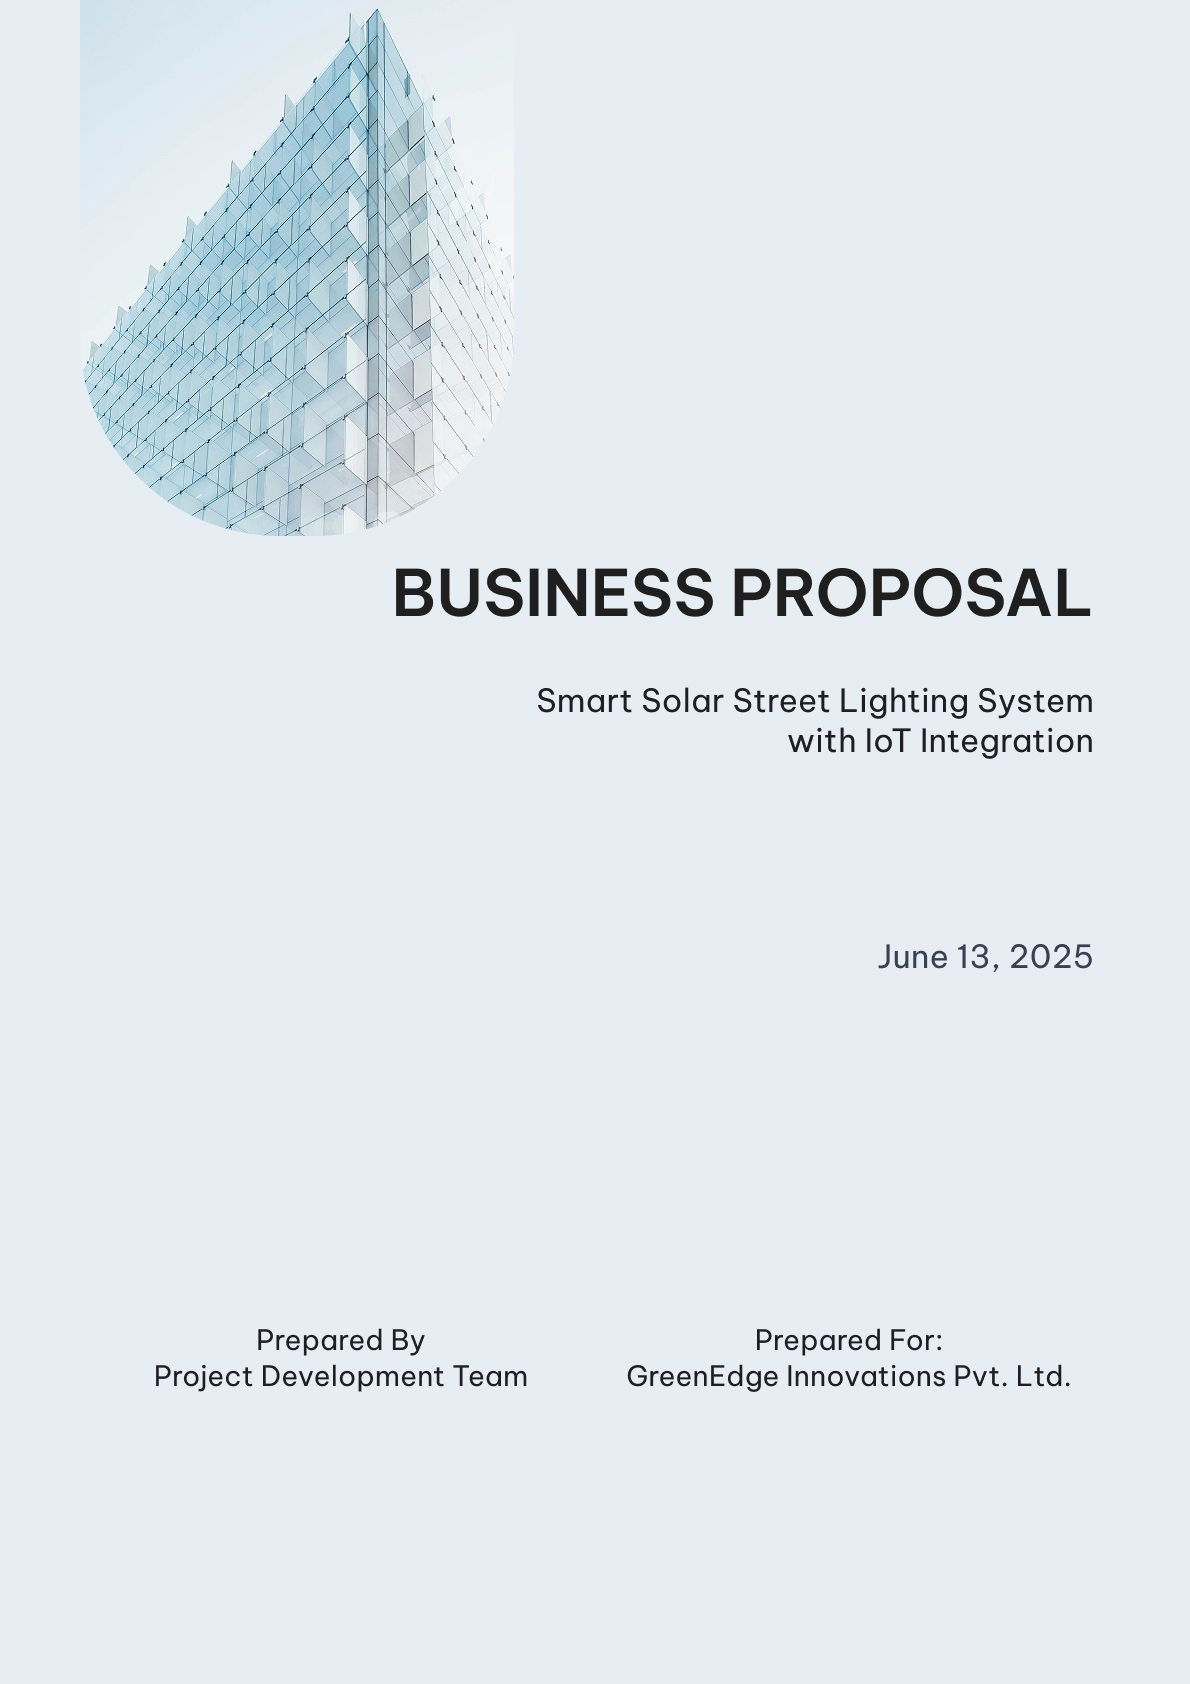 BUSINESS PROPOSAL
Smart Solar Street Lighting System
with IoT Integration
June 13, 2025
Prepared By
Project Development Team
Prepared For:
GreenEdge Innovations Pvt. Ltd.